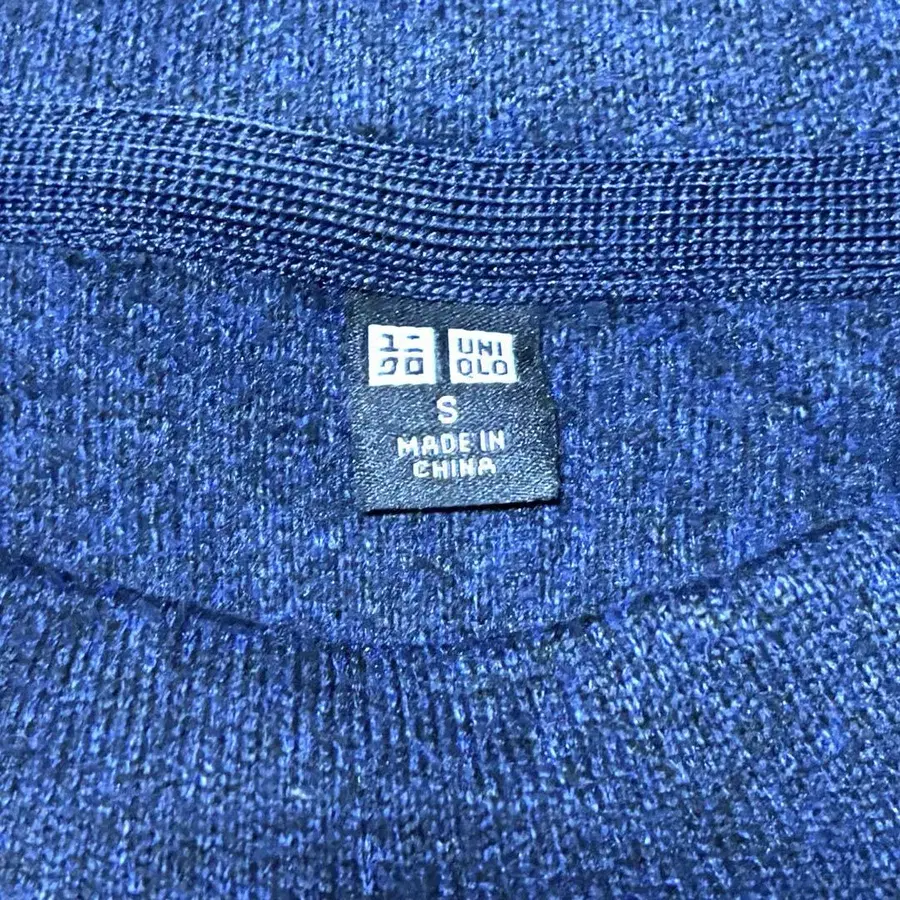 ユニ UNI
クロ QLO
S
MADE IN
CHINA